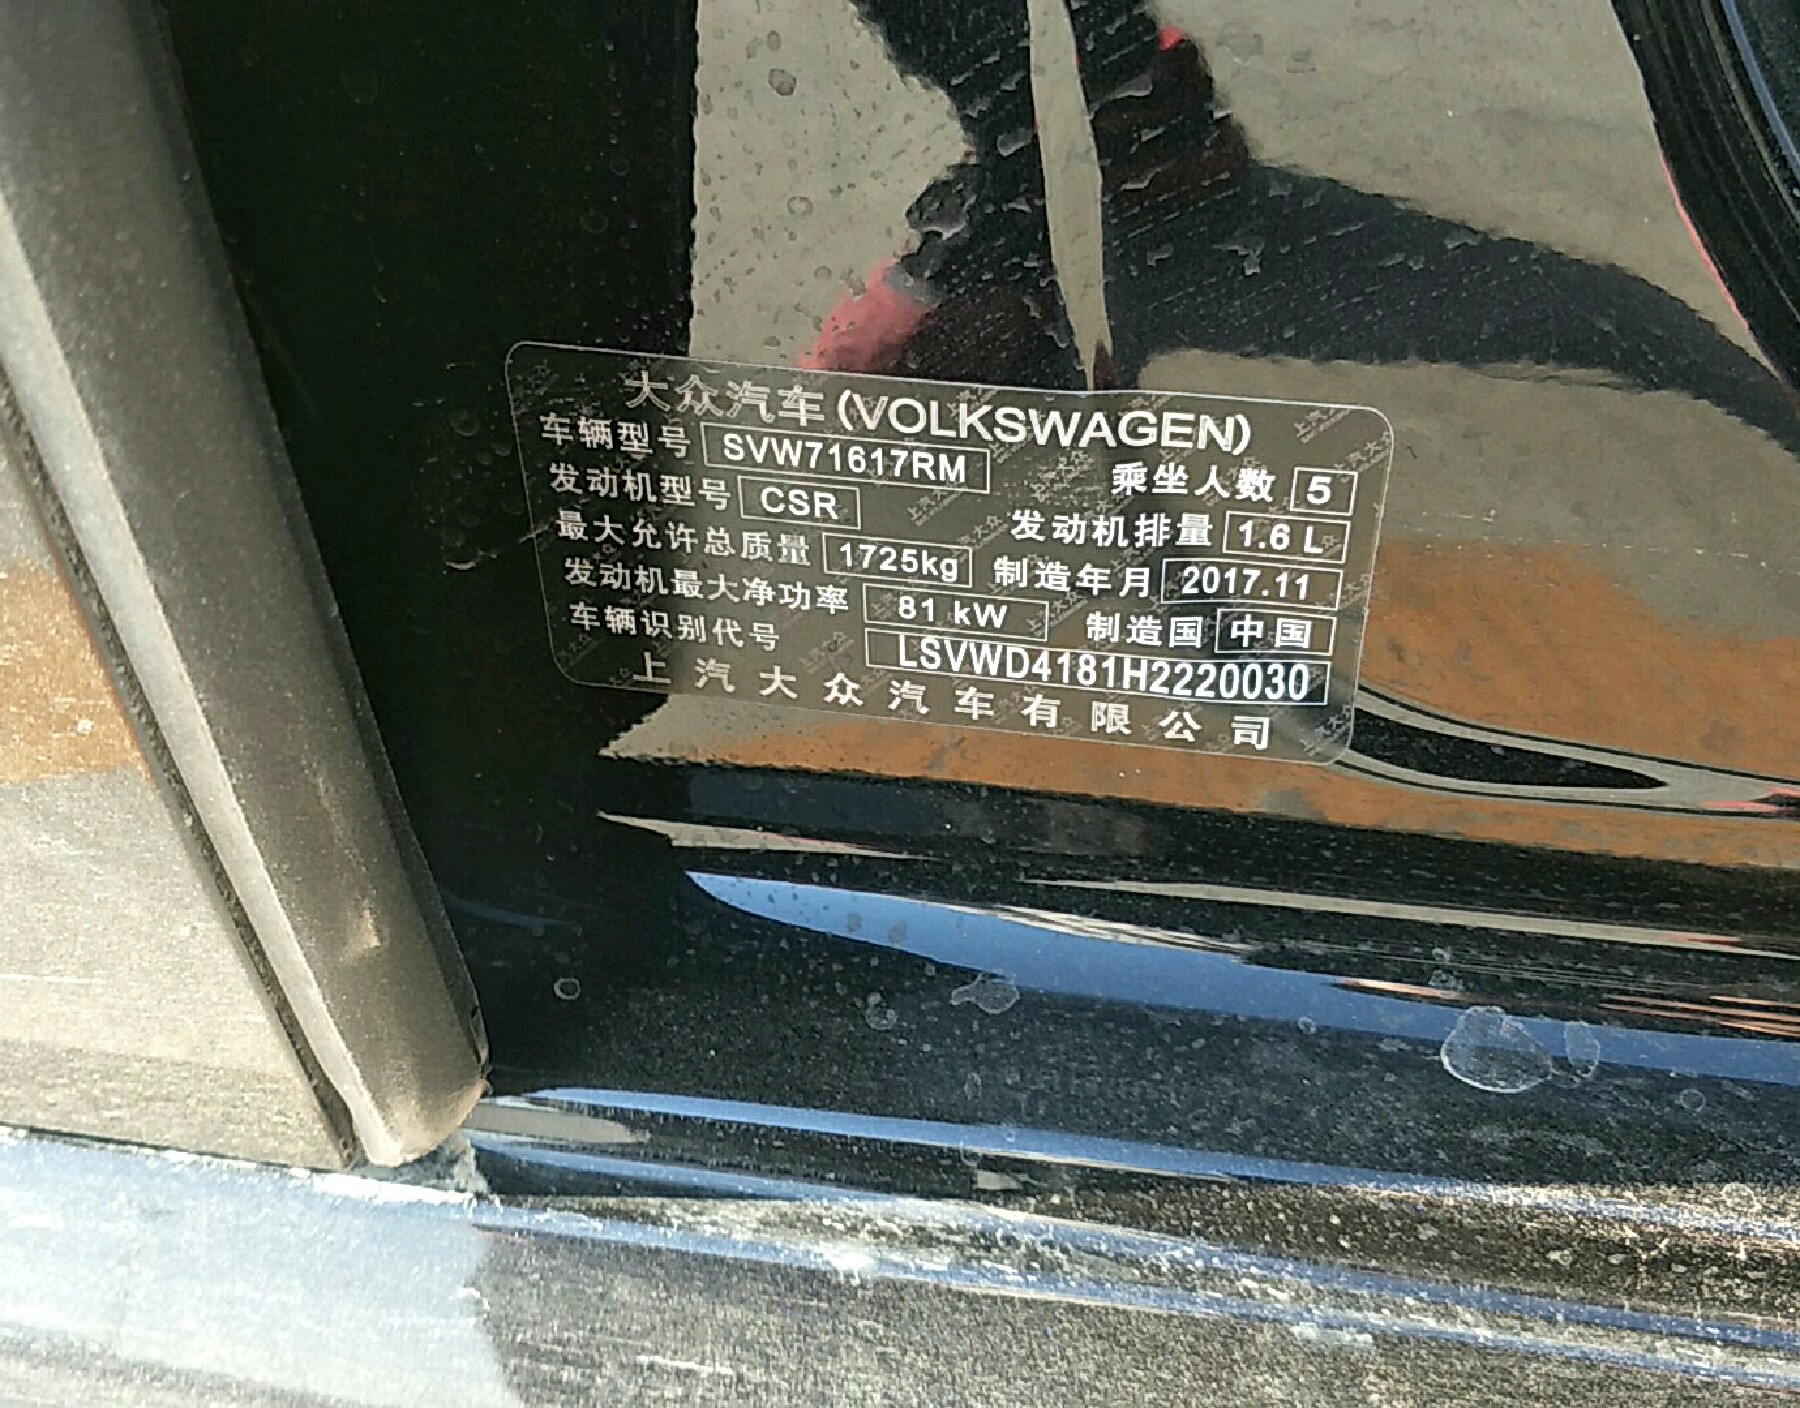 大众汽车(VOLKSWAGEN)
车辆型号 SVW71617RM 乘坐人数 5
发动机型号 CSR 发动机排量 1.6 L
最大允许总质量 1725kg 制造年月 2017.11
发动机最大净功率 81 kW 制造国 中国
车辆识别代号 LSVWD4181H2220030
上汽大众汽车有限公司